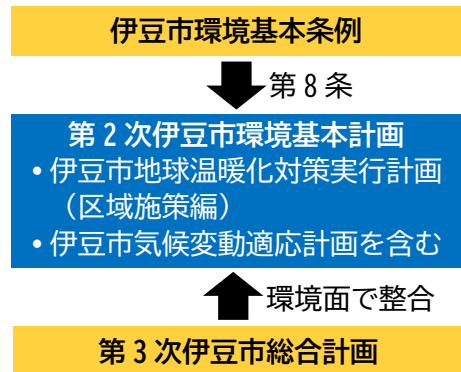 伊豆市環境基本条例
第8条
第2次伊豆市環境基本計画
•伊豆市地球温暖化対策実行計画
（区域施策編）
•伊豆市気候変動適応計画を含む
環境面で整合
第3次伊豆市総合計画